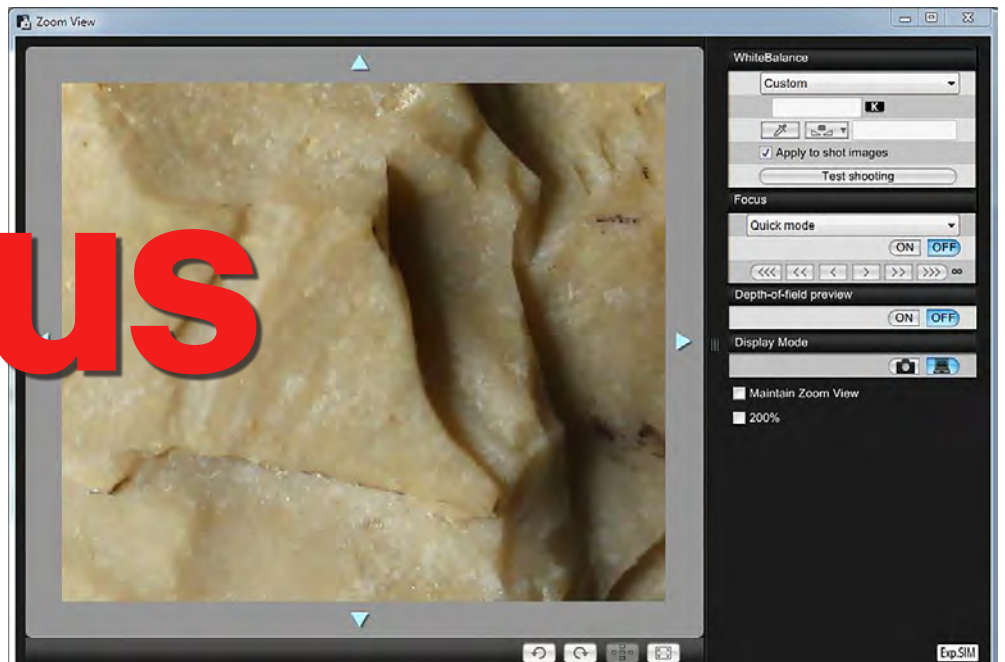 Zoom View
WhiteBalance
Custom
K
Apply to shot images
Test shooting
Focus
Quick mode
ON OFF
<<< << < > >> >>> ∞
Depth-of-field preview
ON OFF
Display Mode
Maintain Zoom View
200%
Exp.SIM
us